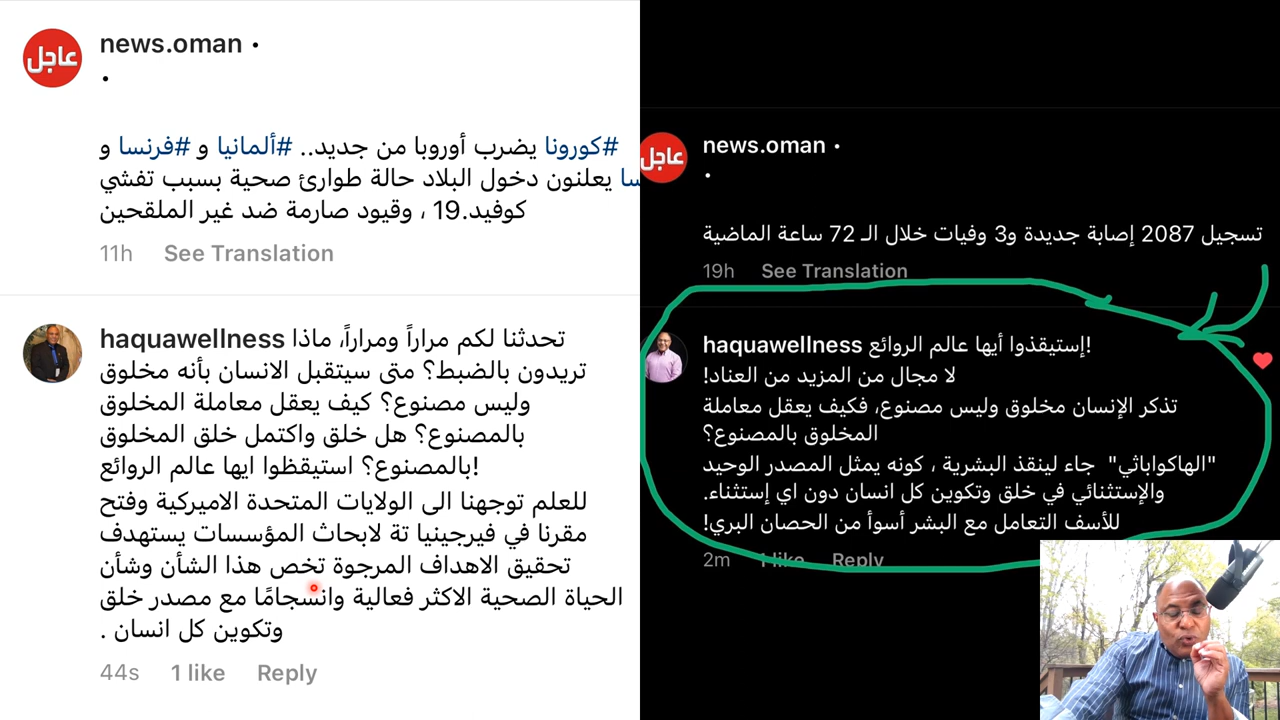 عاجل
news.oman •
•
#كورونا يضرب أوروبا من جديد.. #ألمانيا و #فرنسا و
سا يعلنون دخول البلاد حالة طوارئ صحية بسبب تفشي
كوفيد.19 ، وقيود صارمة ضد غير الملقحين
11h See Translation
haquawellness تحدثنا لكم مراراً ومراراً، ماذا
تريدون بالضبط؟ متى سيتقبل الانسان بأنه مخلوق
وليس مصنوع؟ كيف يعقل معاملة المخلوق
بالمصنوع؟ هل خلق واكتمل خلق المخلوق
بالمصنوع؟ استيقظوا ايها عالم الروائع!
للعلم توجهنا الى الولايات المتحدة الاميركية وفتح
مقرنا في فيرجينيا تة لابحاث المؤسسات يستهدف
تحقيق الاهداف المرجوة تخص هذا الشأن وشأن
الحياة الصحية الاكثر فعالية وانسجامًا مع مصدر خلق
وتكوين كل انسان .
44s 1 like Reply
عاجل
news.oman •
•
تسجيل 2087 إصابة جديدة و3 وفيات خلال الـ 72 ساعة الماضية
19h See Translation
haquawellness إستيقذوا أيها عالم الروائع!
لا مجال من المزيد من العناد!
تذكر الإنسان مخلوق وليس مصنوع، فكيف يعقل معاملة
المخلوق بالمصنوع؟
"الهاكواباثي" جاء لينقذ البشرية ، كونه يمثل المصدر الوحيد
والإستثنائي في خلق وتكوين كل انسان دون اي إستثناء.
للأسف التعامل مع البشر أسوأ من الحصان البري!
2m 1 like Reply